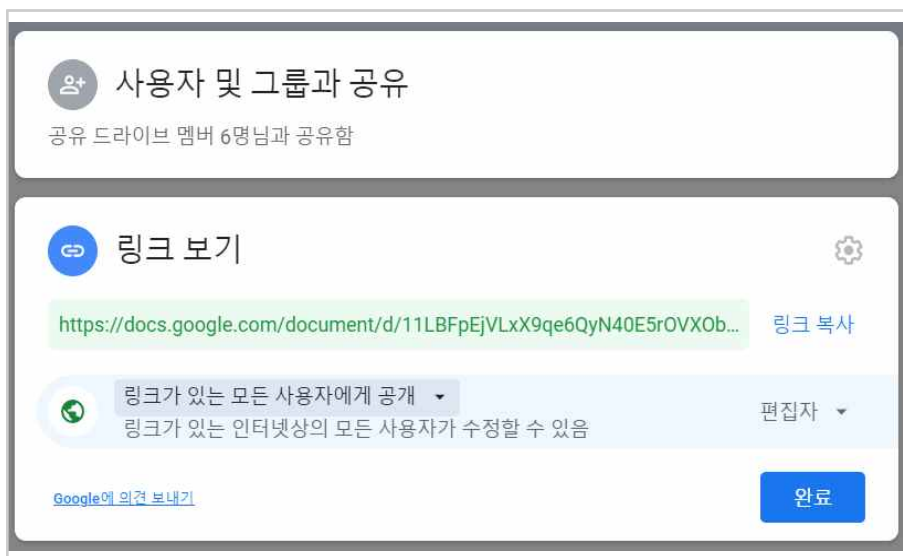 사용자 및 그룹과 공유
공유 드라이브 멤버 6명님과 공유함
링크 보기
https://docs.google.com/document/d/11LBFpEjVLxX9qe6QyN40E5rOVXOb... 링크 복사
링크가 있는 모든 사용자에게 공개
링크가 있는 인터넷상의 모든 사용자가 수정할 수 있음 편집자
Google에 의견 보내기 완료